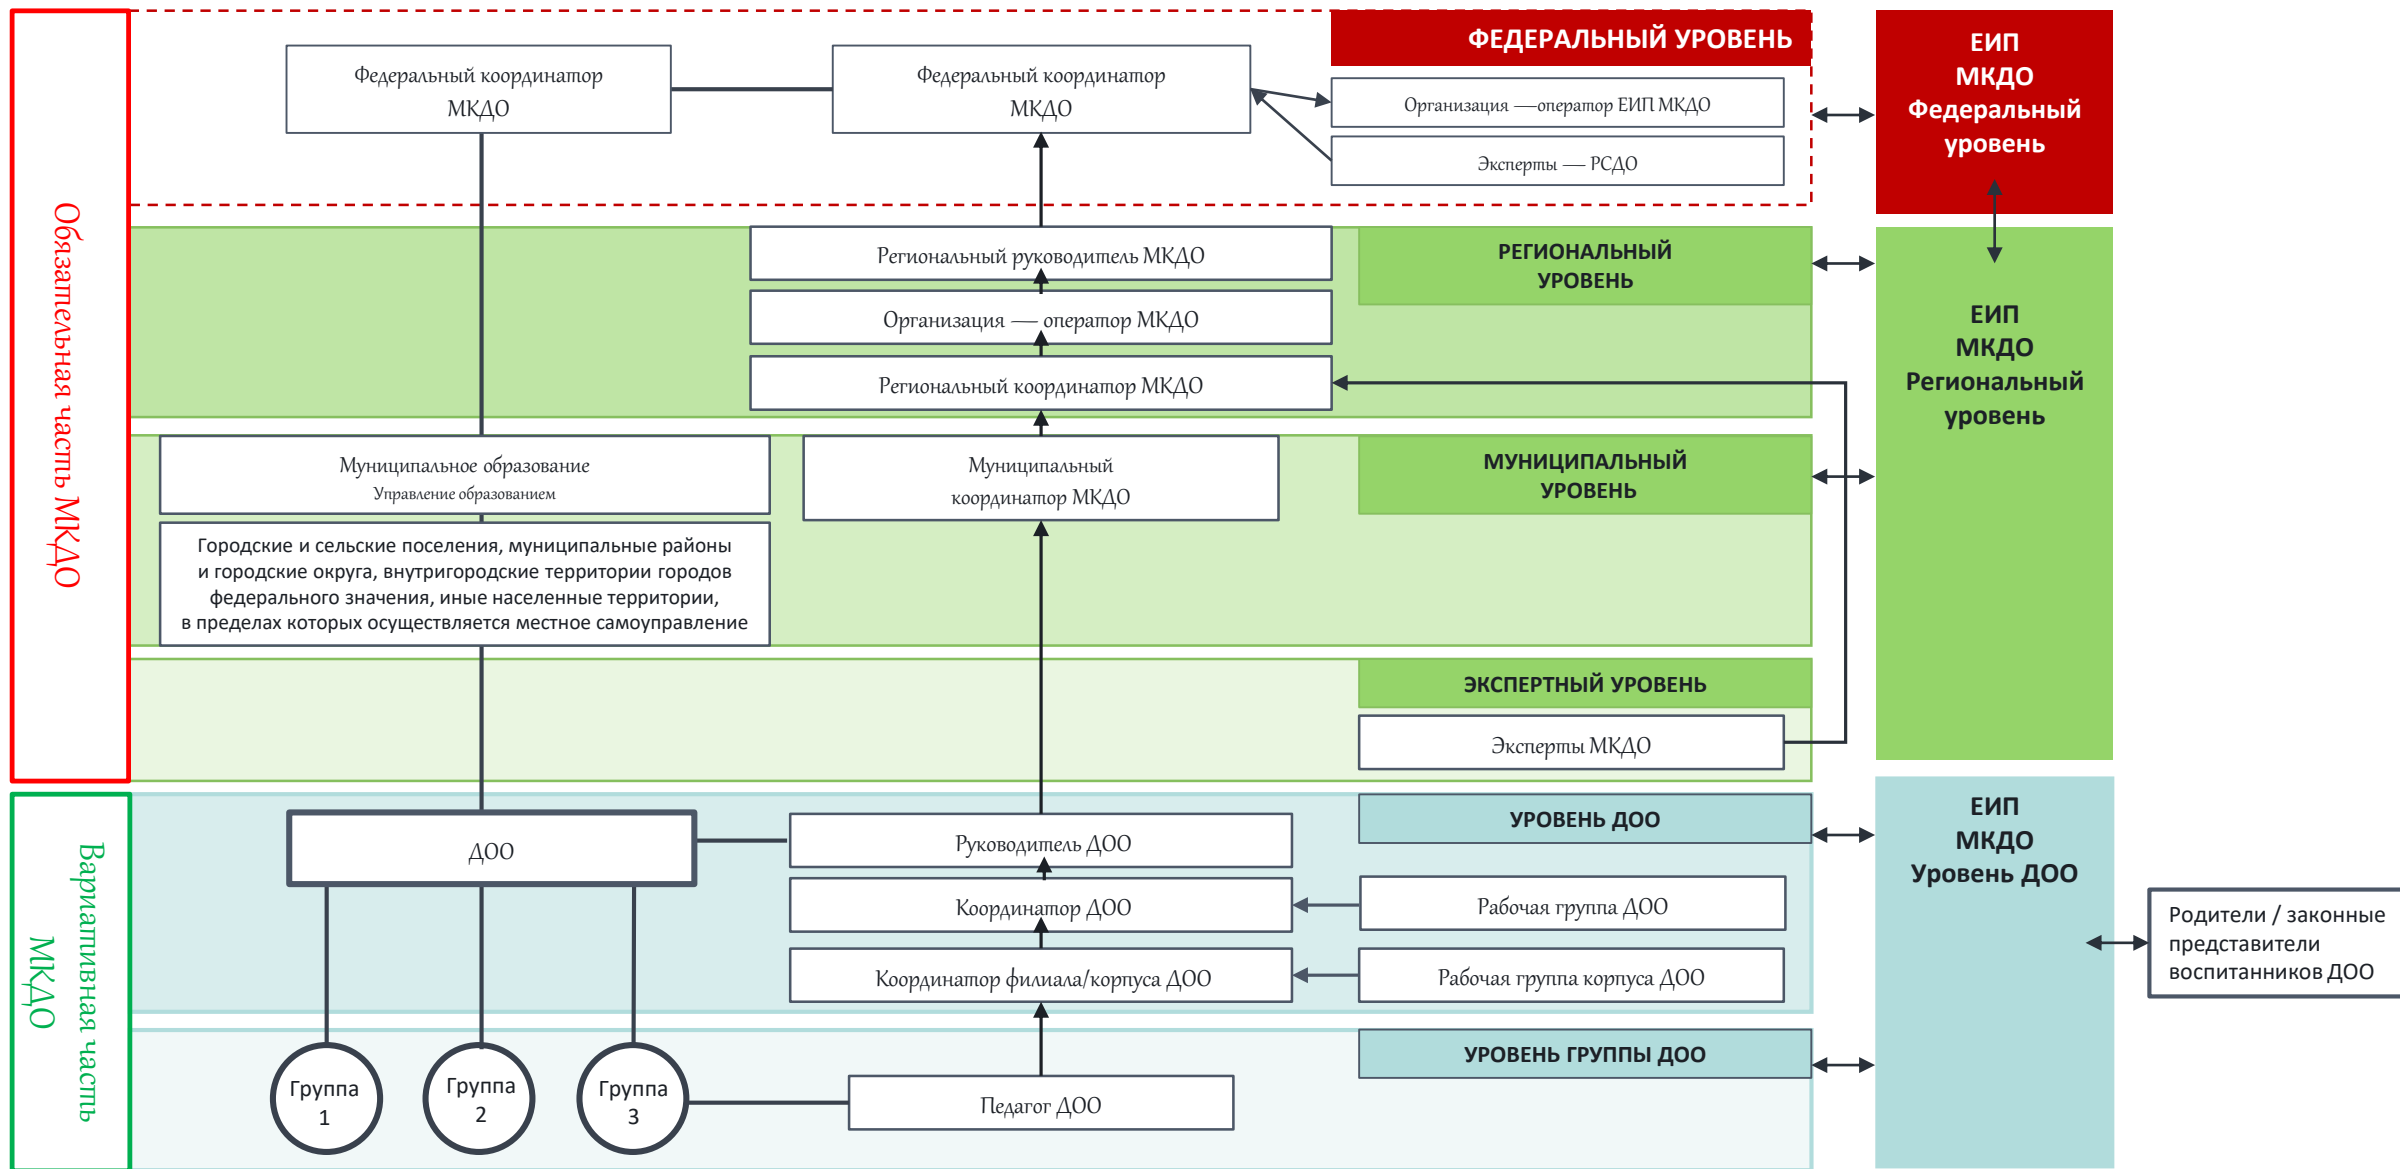 Обязательная часть МКДО
Федеральный координатор
МКДО
Федеральный координатор
МКДО
ФЕДЕРАЛЬНЫЙ УРОВЕНЬ
Организация —оператор ЕИП МКДО
Эксперты — РСДО
ЕИП
МКДО
Федеральный
уровень
Региональный руководитель МКДО
Организация — оператор МКДО
Региональный координатор МКДО
РЕГИОНАЛЬНЫЙ
УРОВЕНЬ
ЕИП
МКДО
Региональный
уровень
Муниципальное образование
Управление образованием
Городские и сельские поселения, муниципальные районы
и городские округа, внутригородские территории городов
федерального значения, иные населенные территории,
в пределах которых осуществляется местное самоуправление
Муниципальный
координатор МКДО
МУНИЦИПАЛЬНЫЙ
УРОВЕНЬ
ЭКСПЕРТНЫЙ УРОВЕНЬ
Эксперты МКДО
Вариативная часть
МКДО
ДОО
Руководитель ДОО
Координатор ДОО
Координатор филиала/корпуса ДОО
УРОВЕНЬ ДОО
Рабочая группа ДОО
Рабочая группа корпуса ДОО
ЕИП
МКДО
Уровень ДОО
Родители / законные
представители
воспитанников ДОО
Группа
1
Группа
2
Группа
3
Педагог ДОО
УРОВЕНЬ ГРУППЫ ДОО